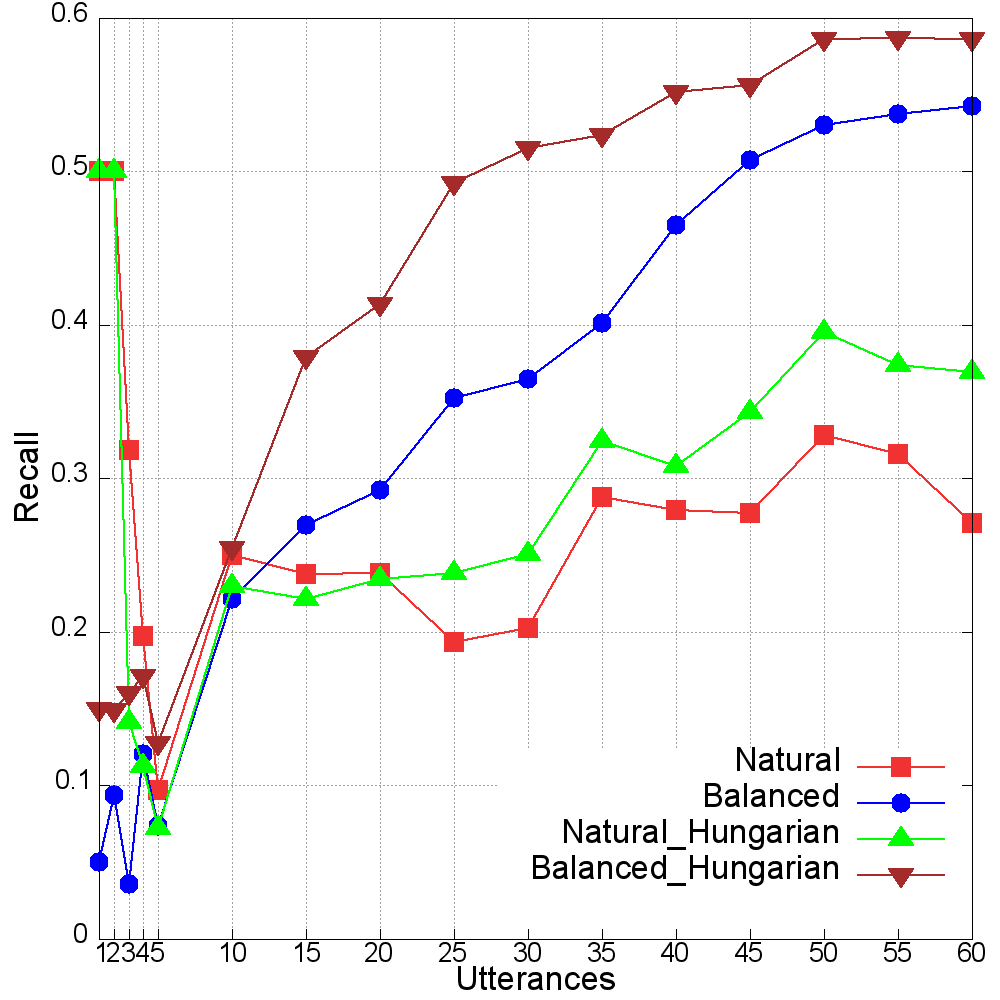 0.6
0.5
0.4
0.3
0.2
0.1
0
Recall
1 2 3 4 5 10 15 20 25 30 35 40 45 50 55 60
Utterances
Natural
Balanced
Natural_Hungarian
Balanced_Hungarian